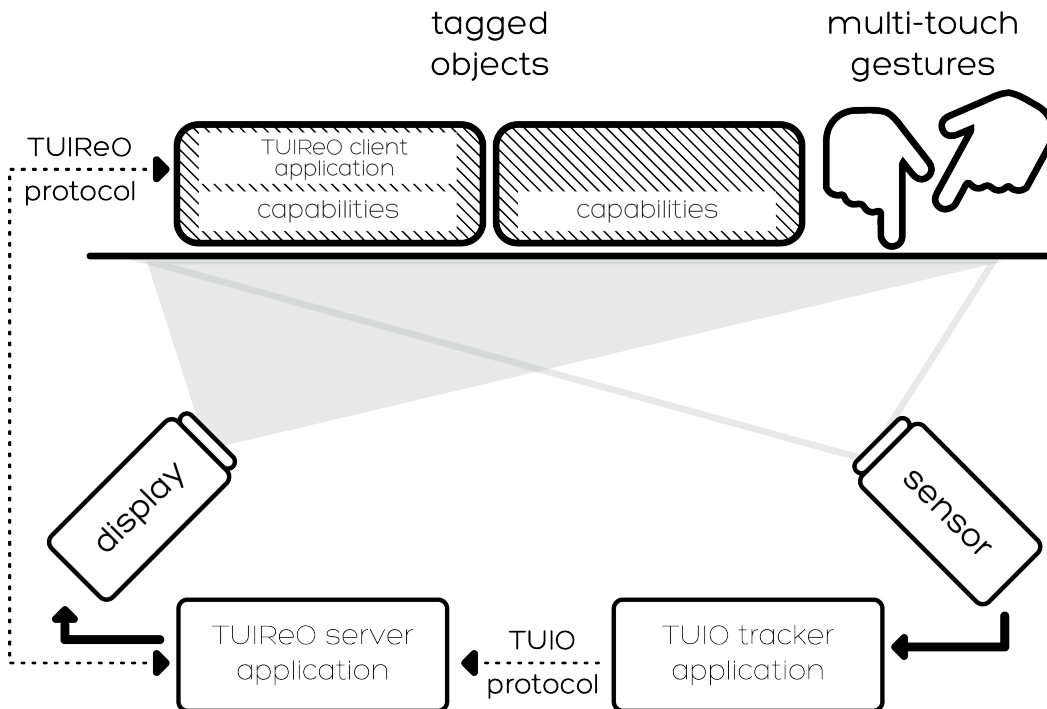 tagged
objects
multi-touch
gestures
TUIReO
protocol
TUIReO client
application
capabilities
capabilities
display
sensor
TUIReO server
application
TUIO
protocol
TUIO tracker
application